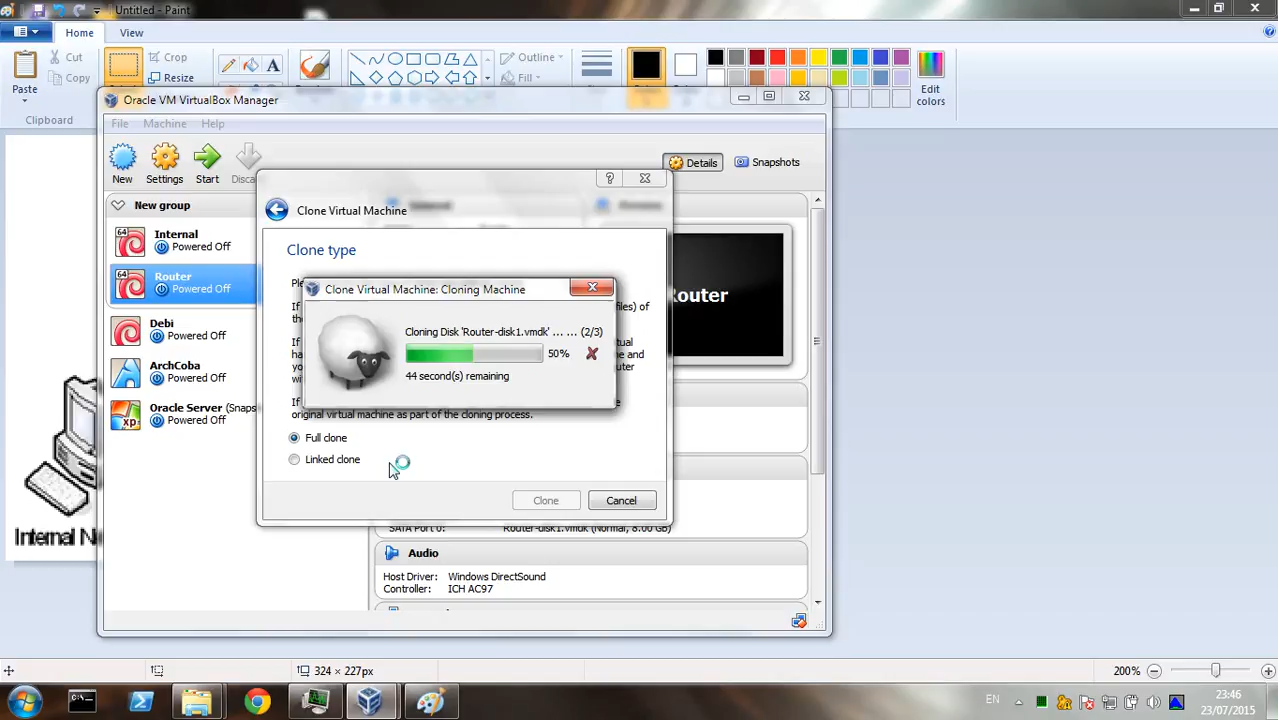 Untitled - Paint
Home
View
Paste
Cut
Copy
Clipboard
Crop
Resize
Outline
Fill
Edit
colors
Oracle VM VirtualBox Manager
File
Machine
Help
New
Settings
Start
Disca
Details
Snapshots
New group
Internal
Powered Off
Router
Powered Off
Debi
Powered Off
ArchCoba
Powered Off
Oracle Server (Snaps
Powered Off
Router
Clone Virtual Machine
Clone type
Clone Virtual Machine: Cloning Machine
Cloning Disk 'Router-disk1.vmdk' ... ... (2/3)
50%
44 second(s) remaining
original virtual machine as part of the cloning process.
Full clone
Linked clone
Clone
Cancel
SATA Port 0:
Router-disk1.vmdk (Normal, 8.00 GB)
Audio
Host Driver: Windows DirectSound
Controller: ICH AC97
Internal N
324 × 227px
200%
EN
23:46
23/07/2015